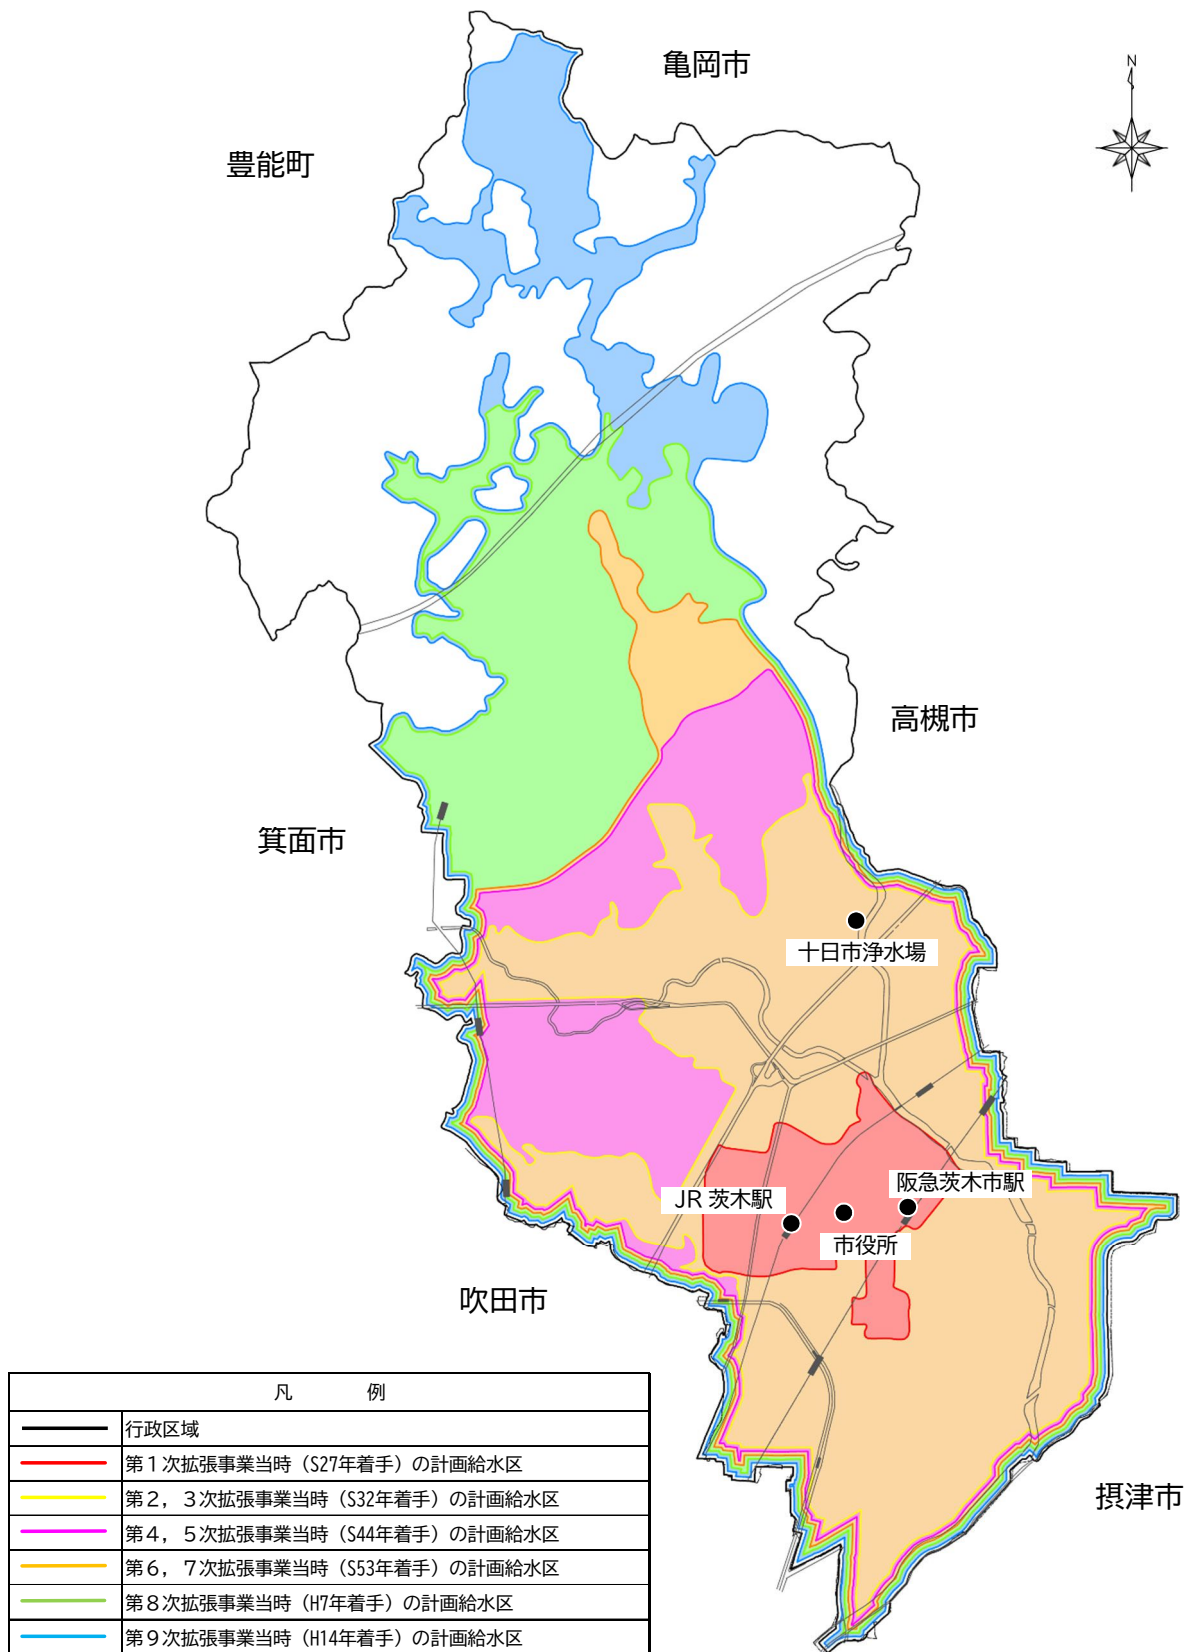 亀岡市
N
豊能町
高槻市
箕面市
十日市浄水場
阪急茨木市駅
JR 茨木駅
市役所
吹田市
摂津市
凡 例
行政区域
第1次拡張事業当時(S27年着手)の計画給水区
第2,3次拡張事業当時(S32年着手)の計画給水区
第4,5次拡張事業当時(S44年着手)の計画給水区
第6,7次拡張事業当時(S53年着手)の計画給水区
第8次拡張事業当時(H7年着手)の計画給水区
第9次拡張事業当時(H14年着手)の計画給水区